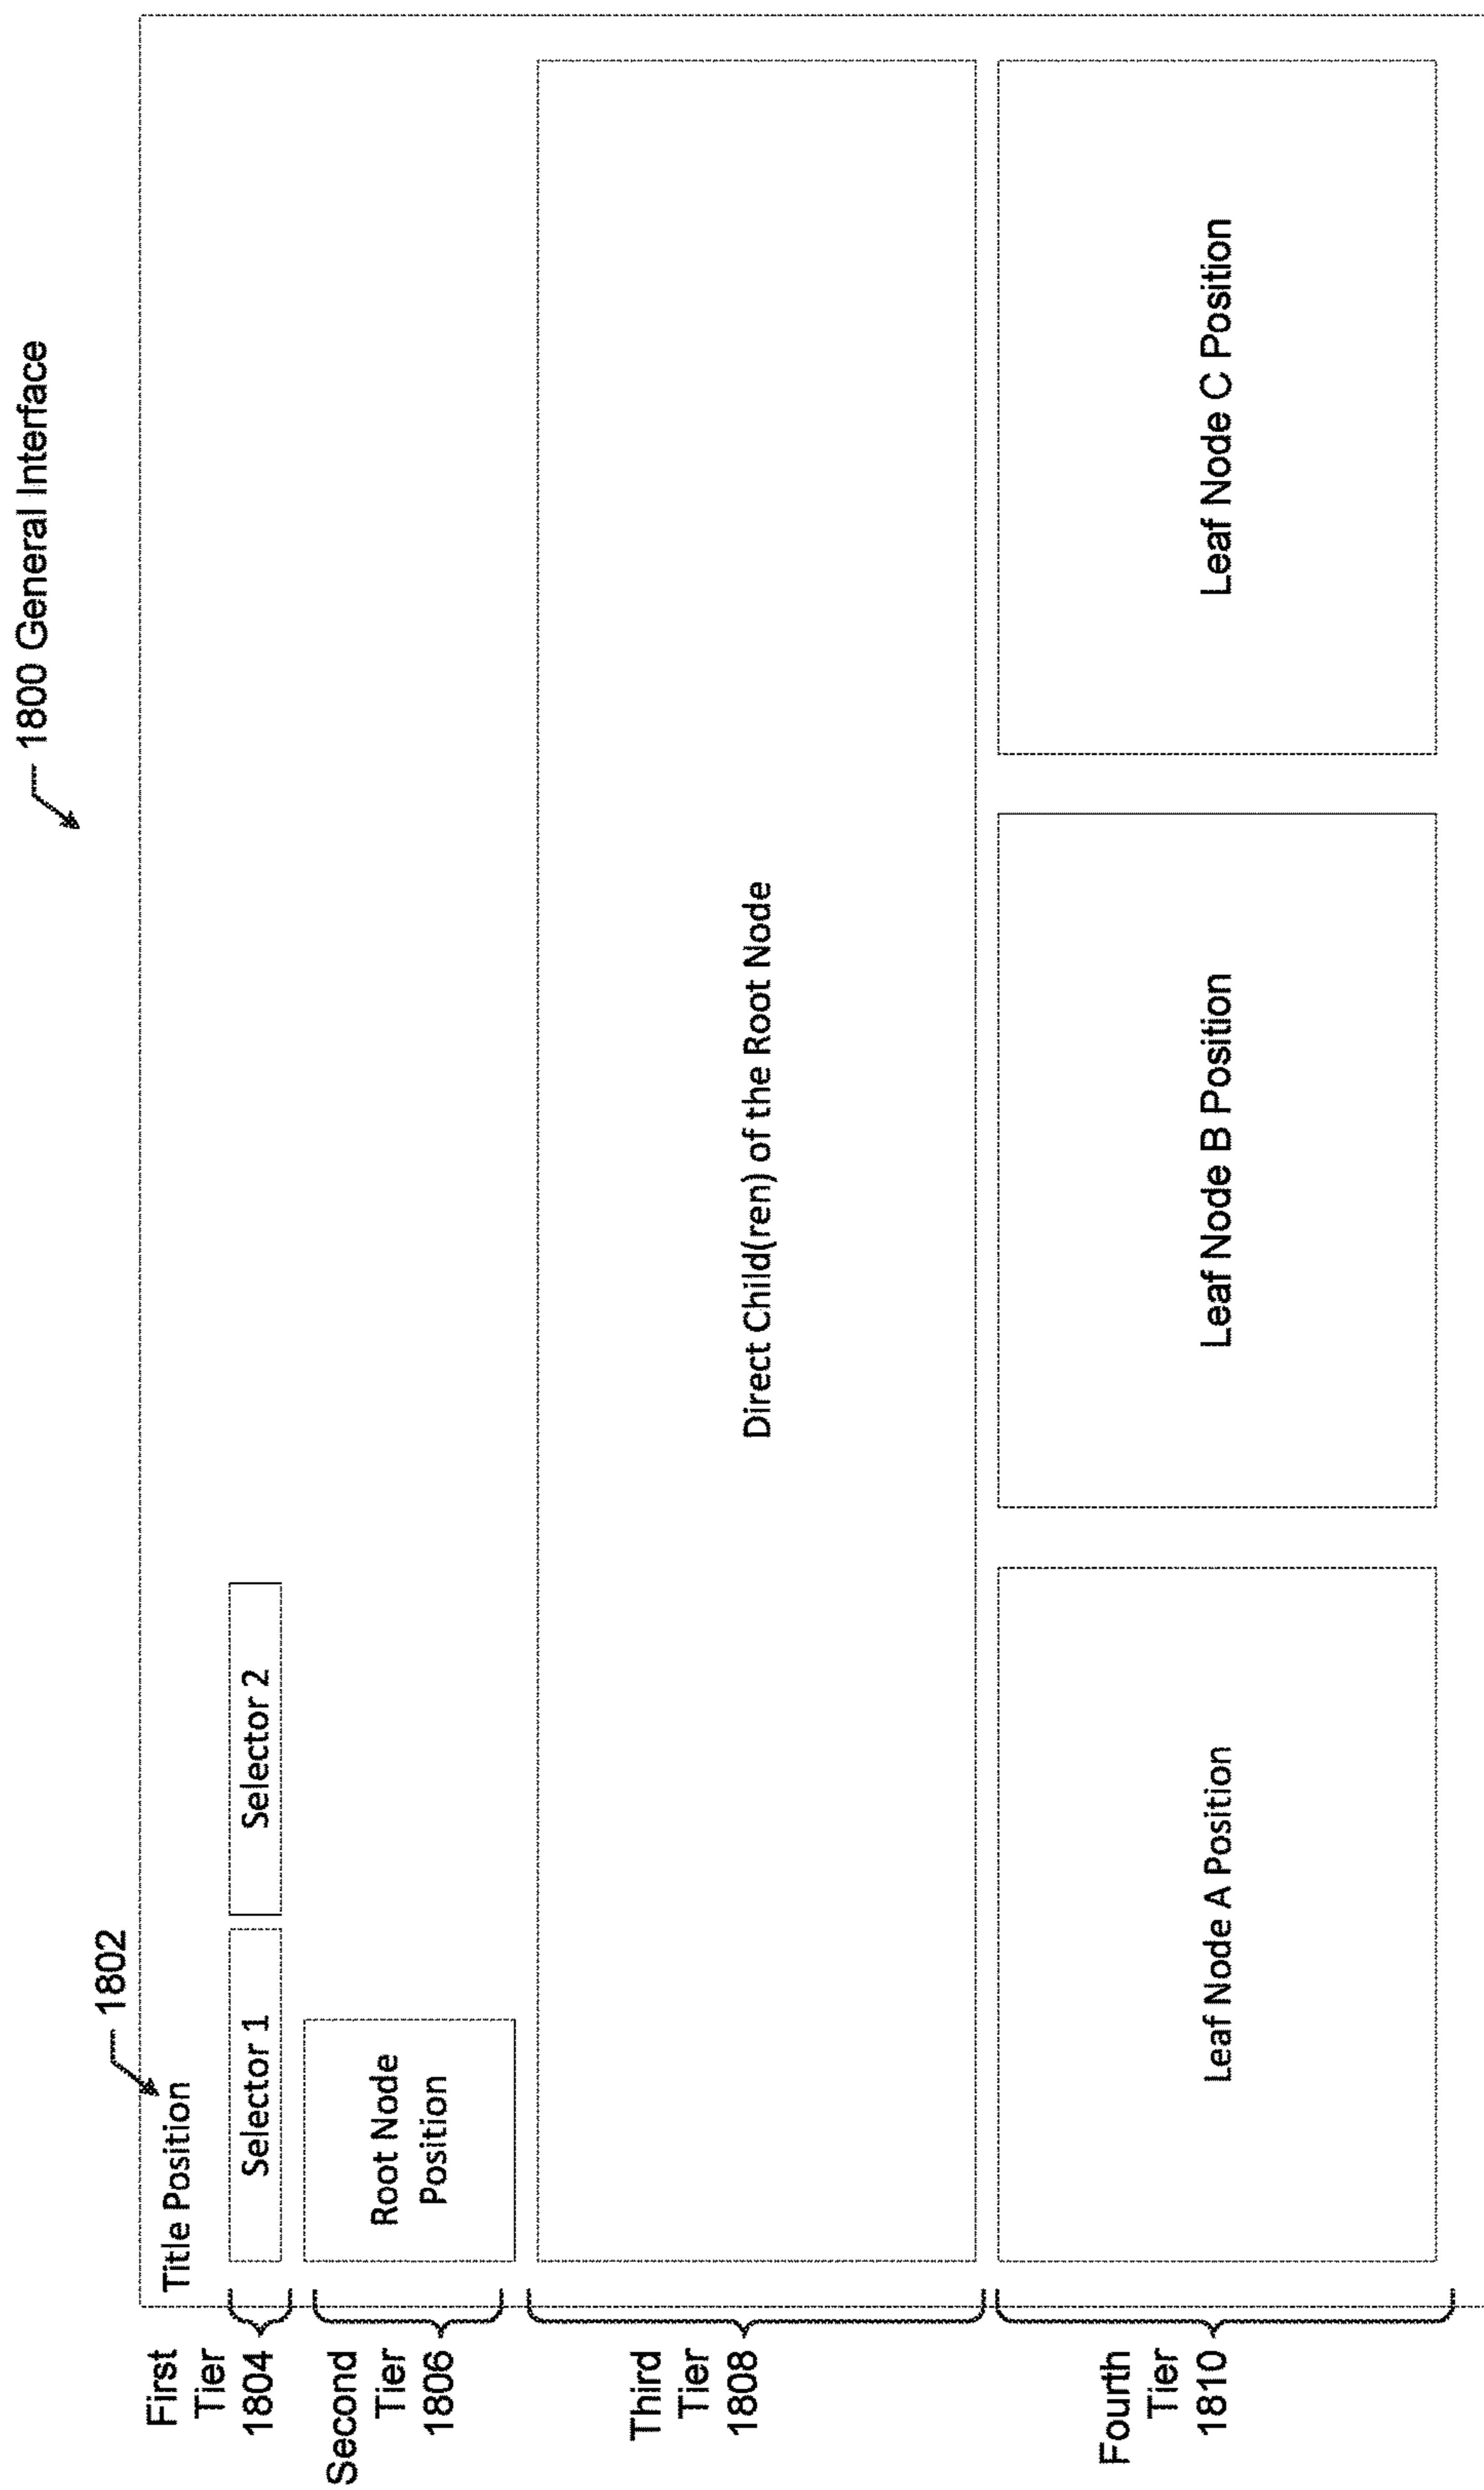 1800 General Interface
1802
Title Position
First
Tier
1804
Selector 1
Selector 2
Second
Tier
1806
Root Node
Position
Third
Tier
1808
Direct Child(ren) of the Root Node
Fourth
Tier
1810
Leaf Node A Position
Leaf Node B Position
Leaf Node C Position